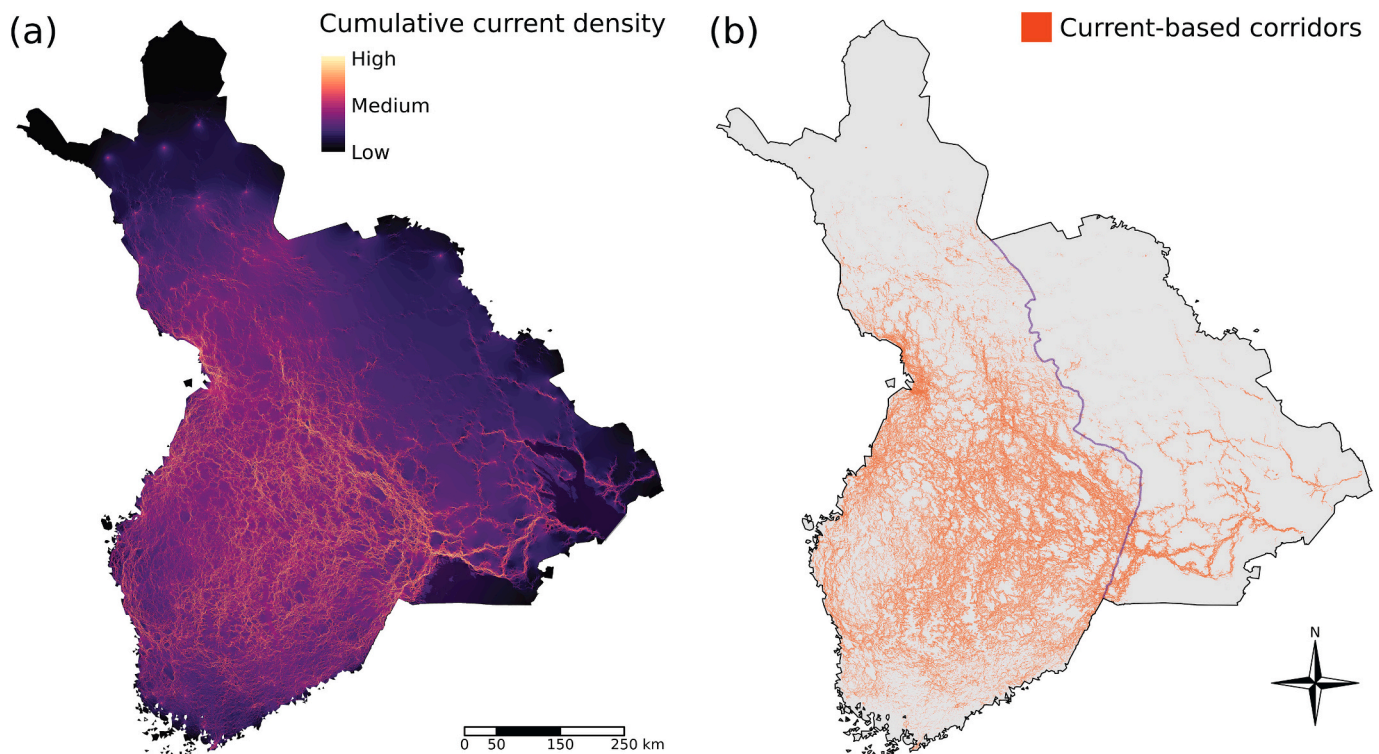 (a)
Cumulative current density
High
Medium
Low
0 50 150 250 km
(b)
Current-based corridors
N